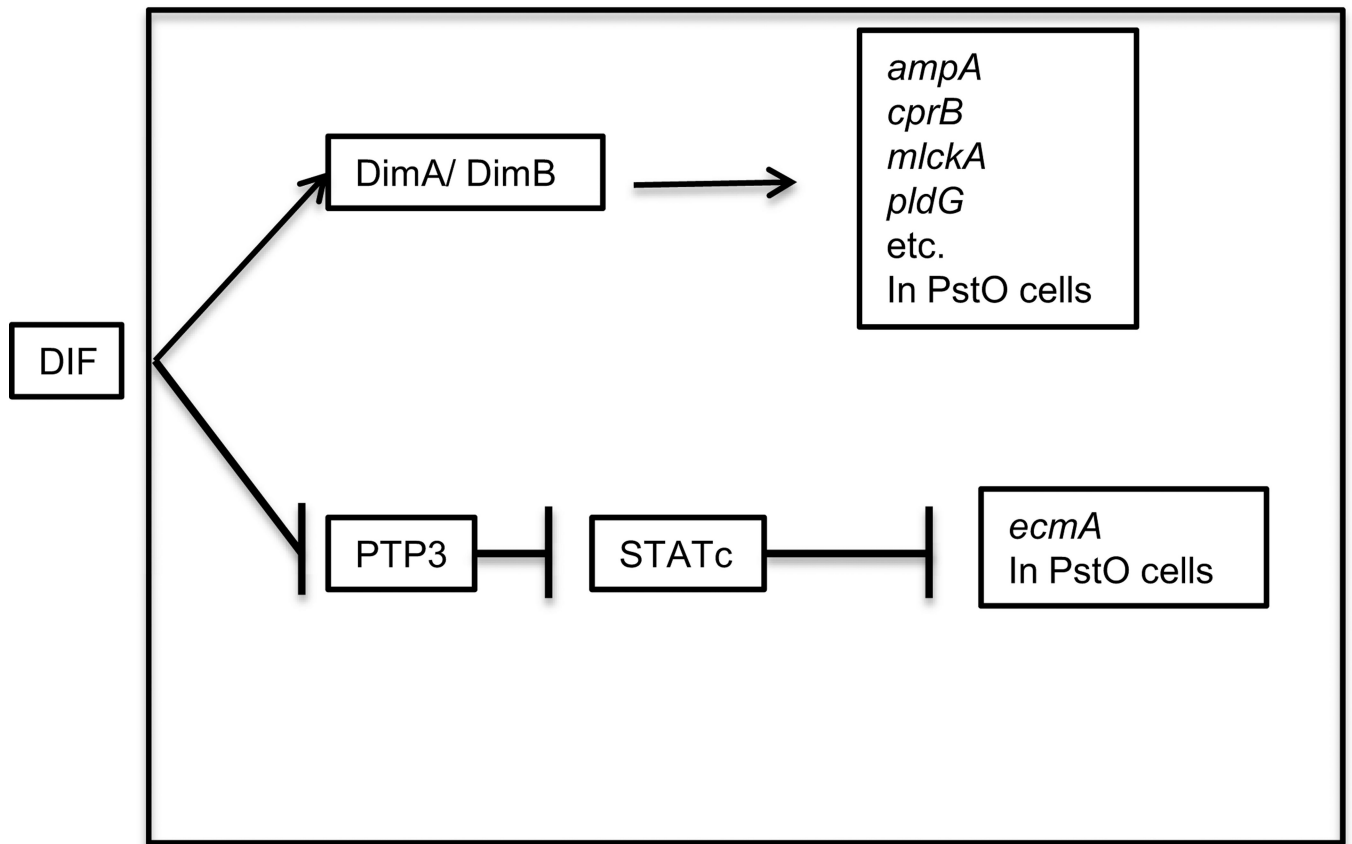 ampA
cprB
mlckA
pldG
etc.
In PstO cells
DimA/ DimB
DIF
PTP3
STATc
ecmA
In PstO cells